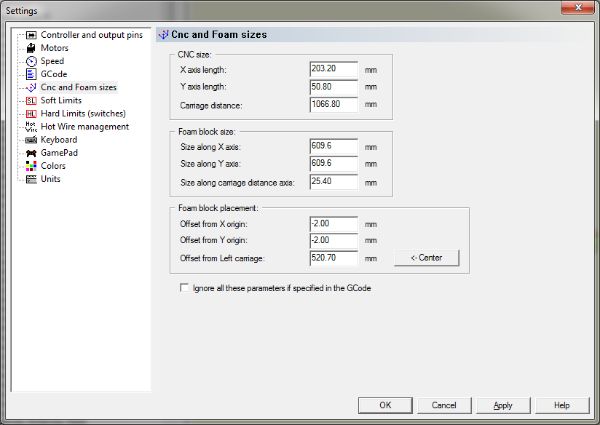 Settings
Controller and output pins
Motors
Speed
GCode
Cnc and Foam sizes
SL Soft Limits
HL Hard Limits (switches)
Hot Wire Hot Wire management
Keyboard
GamePad
Colors
Units
Cnc and Foam sizes
CNC size:
X axis length: 203.20 mm
Y axis length: 50.80 mm
Carriage distance: 1066.80 mm
Foam block size:
Size along X axis: 609.6 mm
Size along Y axis: 609.6 mm
Size along carriage distance axis: 25.40 mm
Foam block placement:
Offset from X origin: -2.00 mm
Offset from Y origin: -2.00 mm
Offset from Left carriage: 520.70 mm <- Center
Ignore all these parameters if specified in the GCode
OK Cancel Apply Help